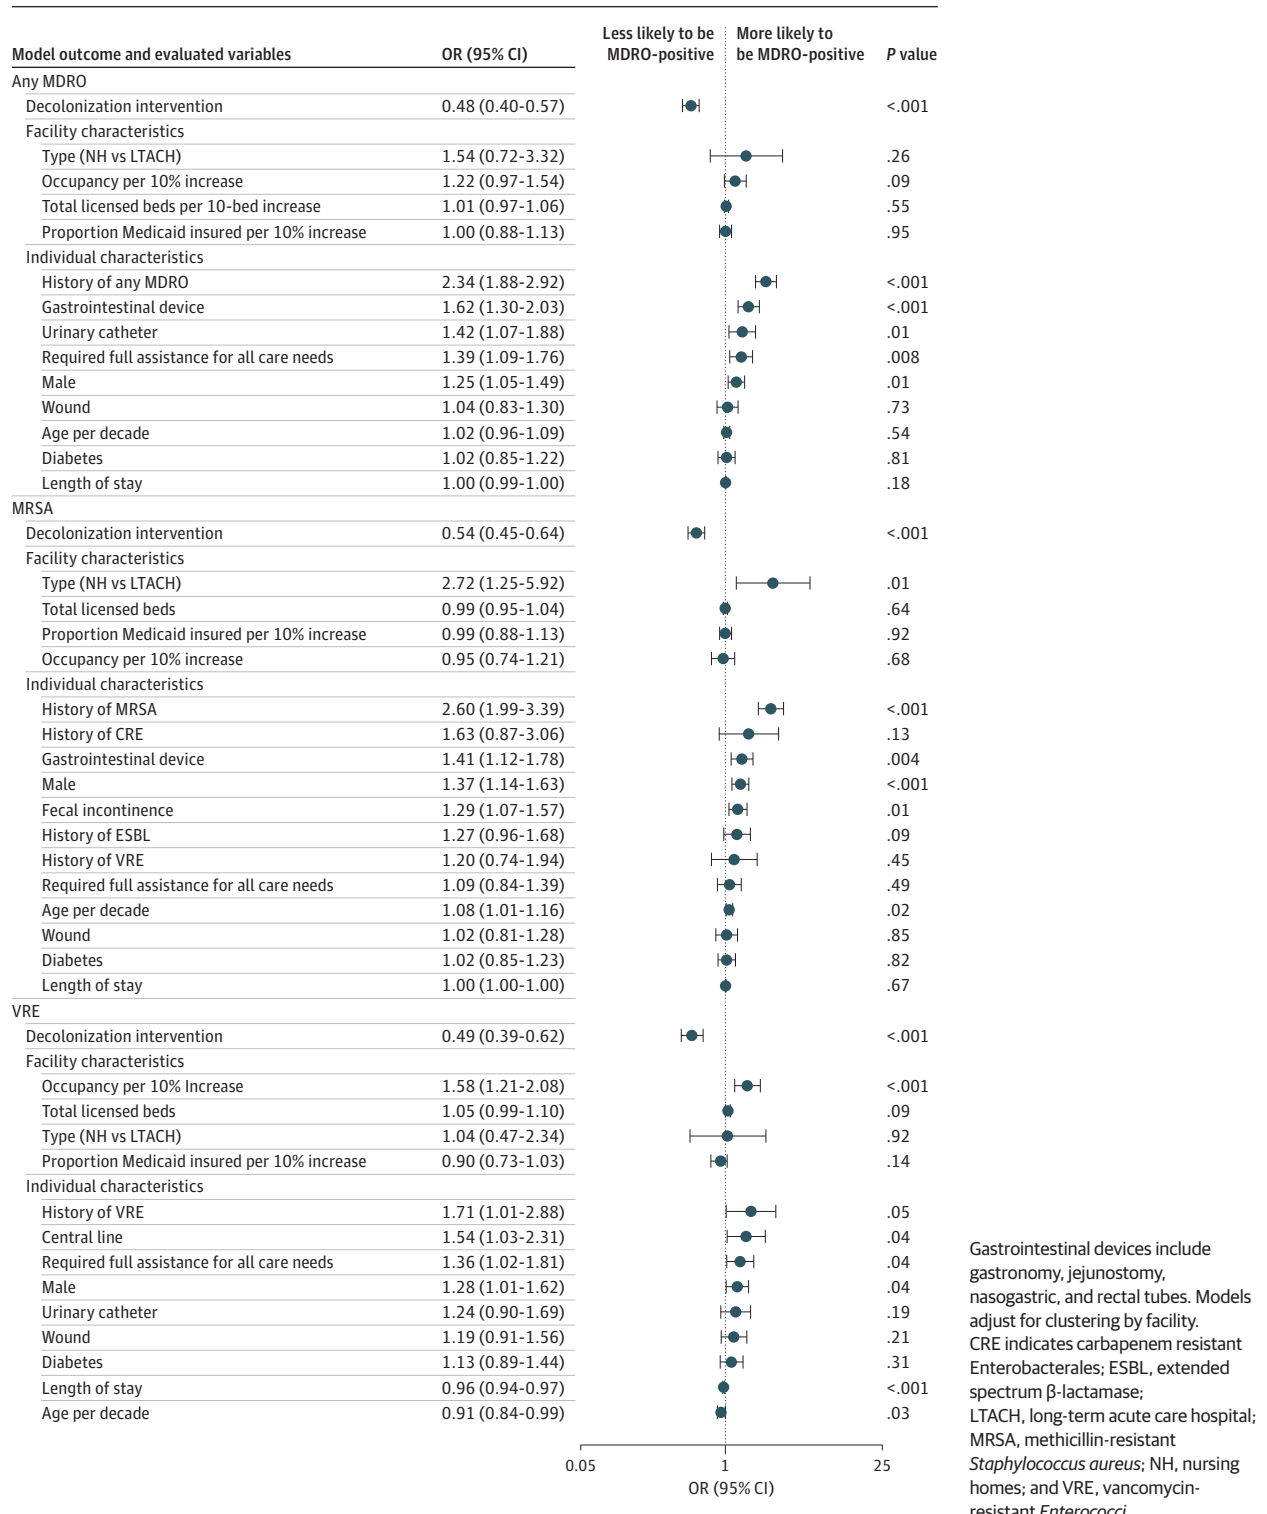 Less likely to be
MDRO-positive
More likely to
be MDRO-positive
Model outcome and evaluated variables OR (95% CI) P value
Any MDRO
Decolonization intervention 0.48 (0.40-0.57) <.001
Facility characteristics
Type (NH vs LTACH) 1.54 (0.72-3.32) .26
Occupancy per 10% increase 1.22 (0.97-1.54) .09
Total licensed beds per 10-bed increase 1.01 (0.97-1.06) .55
Proportion Medicaid insured per 10% increase 1.00 (0.88-1.13) .95
Individual characteristics
History of any MDRO 2.34 (1.88-2.92) <.001
Gastrointestinal device 1.62 (1.30-2.03) <.001
Urinary catheter 1.42 (1.07-1.88) .01
Required full assistance for all care needs 1.39 (1.09-1.76) .008
Male 1.25 (1.05-1.49) .01
Wound 1.04 (0.83-1.30) .73
Age per decade 1.02 (0.96-1.09) .54
Diabetes 1.02 (0.85-1.22) .81
Length of stay 1.00 (0.99-1.00) .18
MRSA
Decolonization intervention 0.54 (0.45-0.64) <.001
Facility characteristics
Type (NH vs LTACH) 2.72 (1.25-5.92) .01
Total licensed beds 0.99 (0.95-1.04) .64
Proportion Medicaid insured per 10% increase 0.99 (0.88-1.13) .92
Occupancy per 10% increase 0.95 (0.74-1.21) .68
Individual characteristics
History of MRSA 2.60 (1.99-3.39) <.001
History of CRE 1.63 (0.87-3.06) .13
Gastrointestinal device 1.41 (1.12-1.78) .004
Male 1.37 (1.14-1.63) <.001
Fecal incontinence 1.29 (1.07-1.57) .01
History of ESBL 1.27 (0.96-1.68) .09
History of VRE 1.20 (0.74-1.94) .45
Required full assistance for all care needs 1.09 (0.84-1.39) .49
Age per decade 1.08 (1.01-1.16) .02
Wound 1.02 (0.81-1.28) .85
Diabetes 1.02 (0.85-1.23) .82
Length of stay 1.00 (1.00-1.00) .67
VRE
Decolonization intervention 0.49 (0.39-0.62) <.001
Facility characteristics
Occupancy per 10% Increase 1.58 (1.21-2.08) <.001
Total licensed beds 1.05 (0.99-1.10) .09
Type (NH vs LTACH) 1.04 (0.47-2.34) .92
Proportion Medicaid insured per 10% increase 0.90 (0.73-1.03) .14
Individual characteristics
History of VRE 1.71 (1.01-2.88) .05
Central line 1.54 (1.03-2.31) .04
Required full assistance for all care needs 1.36 (1.02-1.81) .04
Male 1.28 (1.01-1.62) .04
Urinary catheter 1.24 (0.90-1.69) .19
Wound 1.19 (0.91-1.56) .21
Diabetes 1.13 (0.89-1.44) .31
Length of stay 0.96 (0.94-0.97) <.001
Age per decade 0.91 (0.84-0.99) .03
0.05 1 25
OR (95% CI)
Gastrointestinal devices include
gastronomy, jejunostomy,
nasogastric, and rectal tubes. Models
adjust for clustering by facility.
CRE indicates carbapenem resistant
Enterobacterales; ESBL, extended
spectrum β-lactamase;
LTACH, long-term acute care hospital;
MRSA, methicillin-resistant
Staphylococcus aureus; NH, nursing
homes; and VRE, vancomycin-
resistant Enterococci